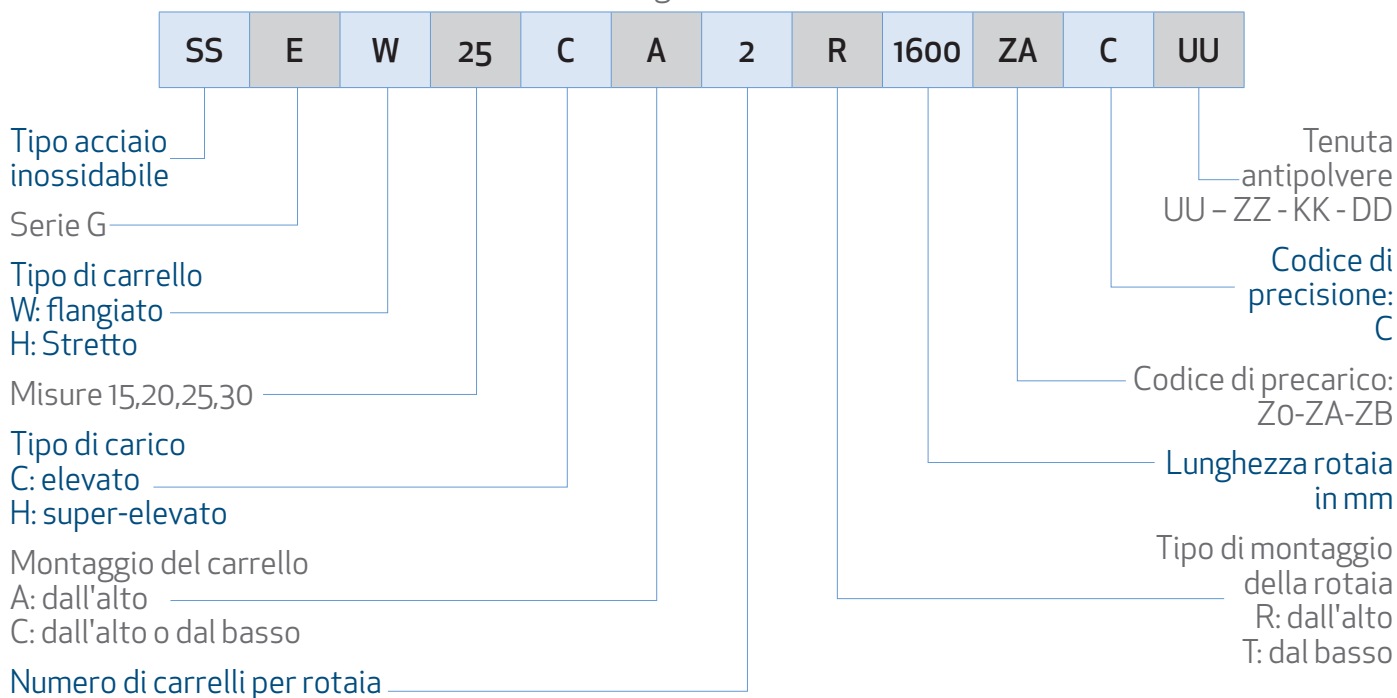 SS E W 25 C A 2 R 1600 ZA C UU
Tipo acciaio
inossidabile
Serie G
Tipo di carrello
W: flangiato
H: Stretto
Misure 15,20,25,30
Tipo di carico
C: elevato
H: super-elevato
Montaggio del carrello
A: dall'alto
C: dall'alto o dal basso
Numero di carrelli per rotaia
Tenuta
antipolvere
UU – ZZ - KK - DD
Codice di
precisione:
C
Codice di precarico:
Z0-ZA-ZB
Lunghezza rotaia
in mm
Tipo di montaggio
della rotaia
R: dall'alto
T: dal basso